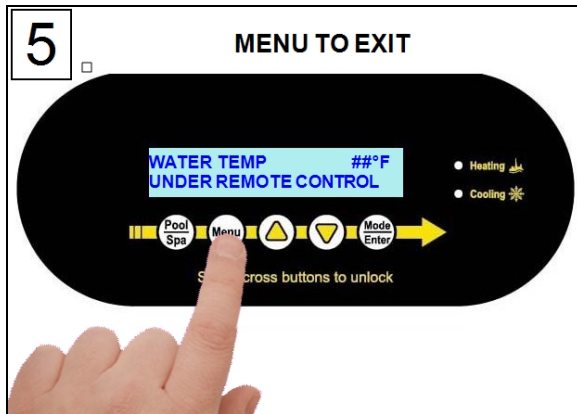 5
MENU TO EXIT
WATER TEMP ##°F
UNDER REMOTE CONTROL
Heating
Cooling
Pool
Spa
Menu
Mode
Enter
cross buttons to unlock